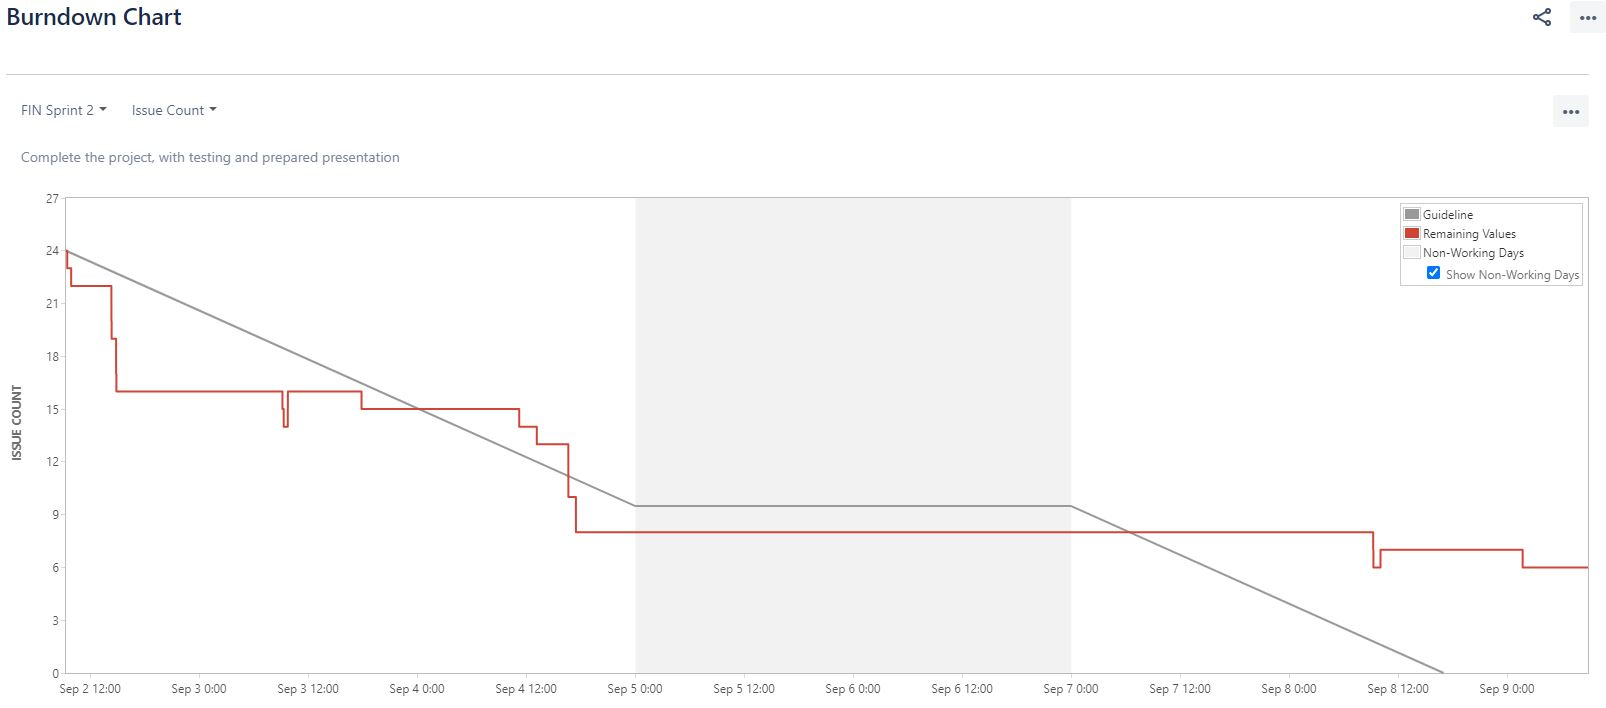 Burndown Chart
FIN Sprint 2
Issue Count
Complete the project, with testing and prepared presentation
27
24
21
18
15
12
9
6
3
0
ISSUE COUNT
Guideline
Remaining Values
Non-Working Days
Show Non-Working Days
Sep 2 12:00
Sep 3 0:00
Sep 3 12:00
Sep 4 0:00
Sep 4 12:00
Sep 5 0:00
Sep 5 12:00
Sep 6 0:00
Sep 6 12:00
Sep 7 0:00
Sep 7 12:00
Sep 8 0:00
Sep 8 12:00
Sep 9 0:00